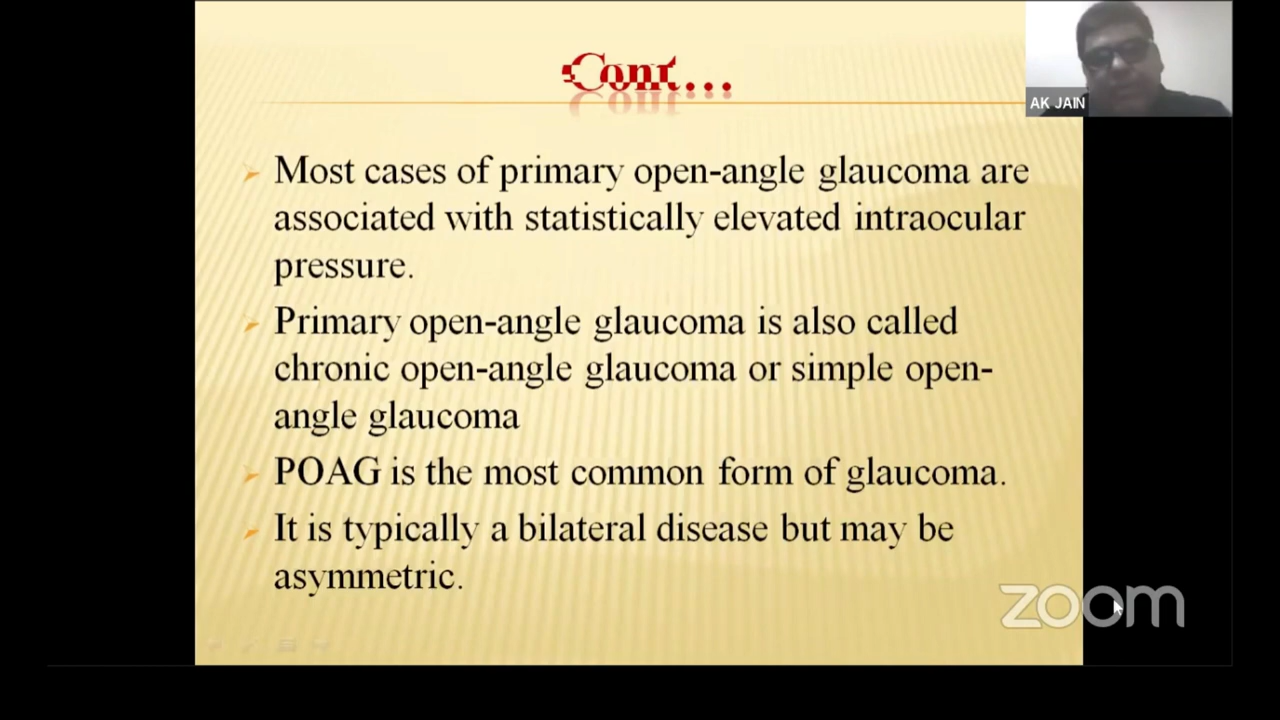 Cont...
AK JAIN
Most cases of primary open-angle glaucoma are
associated with statistically elevated intraocular
pressure.
Primary open-angle glaucoma is also called
chronic open-angle glaucoma or simple open-
angle glaucoma
POAG is the most common form of glaucoma.
It is typically a bilateral disease but may be
asymmetric.
zoom